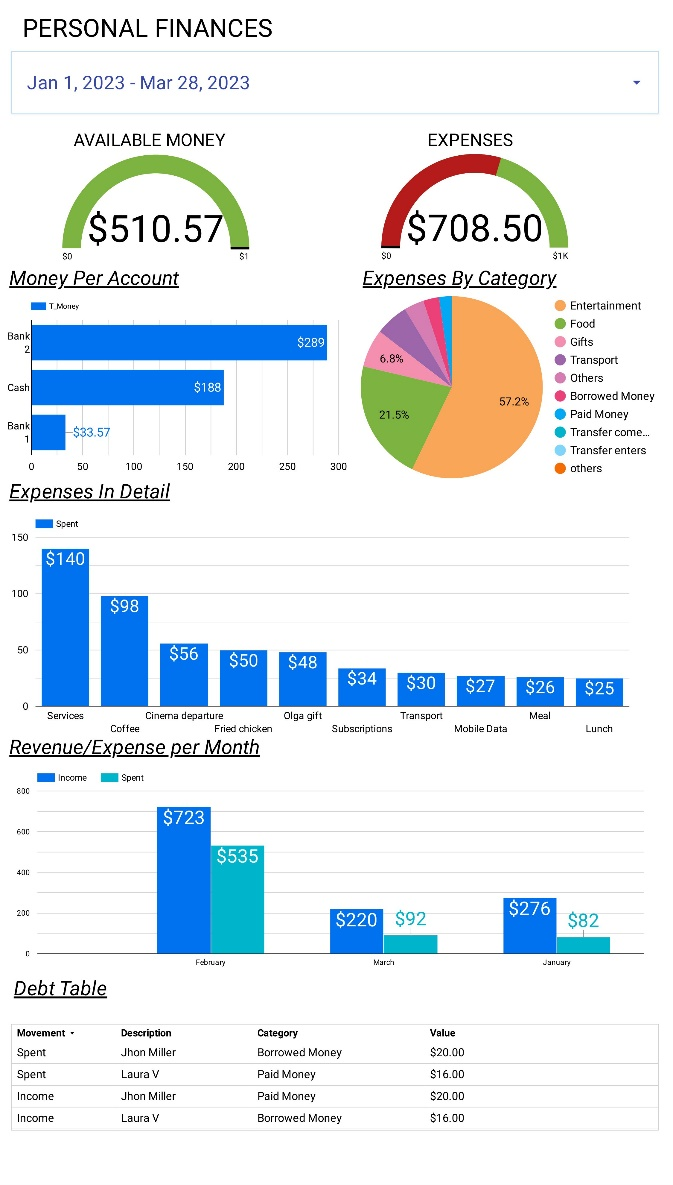 PERSONAL FINANCES
Jan 1, 2023 - Mar 28, 2023
AVAILABLE MONEY
$510.57
$0
$1
EXPENSES
$708.50
$0
$1K
Money Per Account
T_Money
Bank 2
$289
Cash
$188
Bank 1
$33.57
0 50 100 150 200 250 300
Expenses By Category
6.8%
21.5%
57.2%
Entertainment
Food
Gifts
Transport
Others
Borrowed Money
Paid Money
Transfer come...
Transfer enters
others
Expenses In Detail
Spent
150
100
50
0
$140 $98 $56 $50 $48 $34 $30 $27 $26 $25
Services Cinema departure Olga gift Transport Meal
Coffee Fried chicken Subscriptions Mobile Data Lunch
Revenue/Expense per Month
Income Spent
800
600
400
200
0
$723 $535 $220 $92 $276 $82
February March January
Debt Table
Movement Description Category Value
Spent Jhon Miller Borrowed Money $20.00
Spent Laura V Paid Money $16.00
Income Jhon Miller Paid Money $20.00
Income Laura V Borrowed Money $16.00